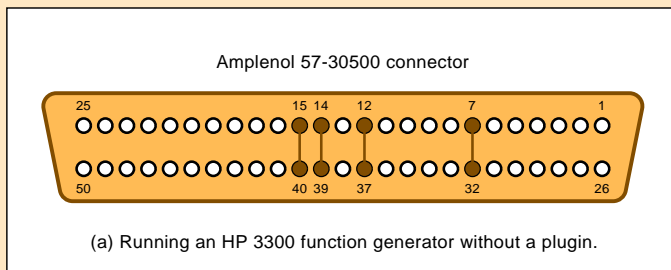 Amplenol 57-30500 connector
25 15 14 12 7 1
50 40 39 37 32 26
(a) Running an HP 3300 function generator without a plugin.